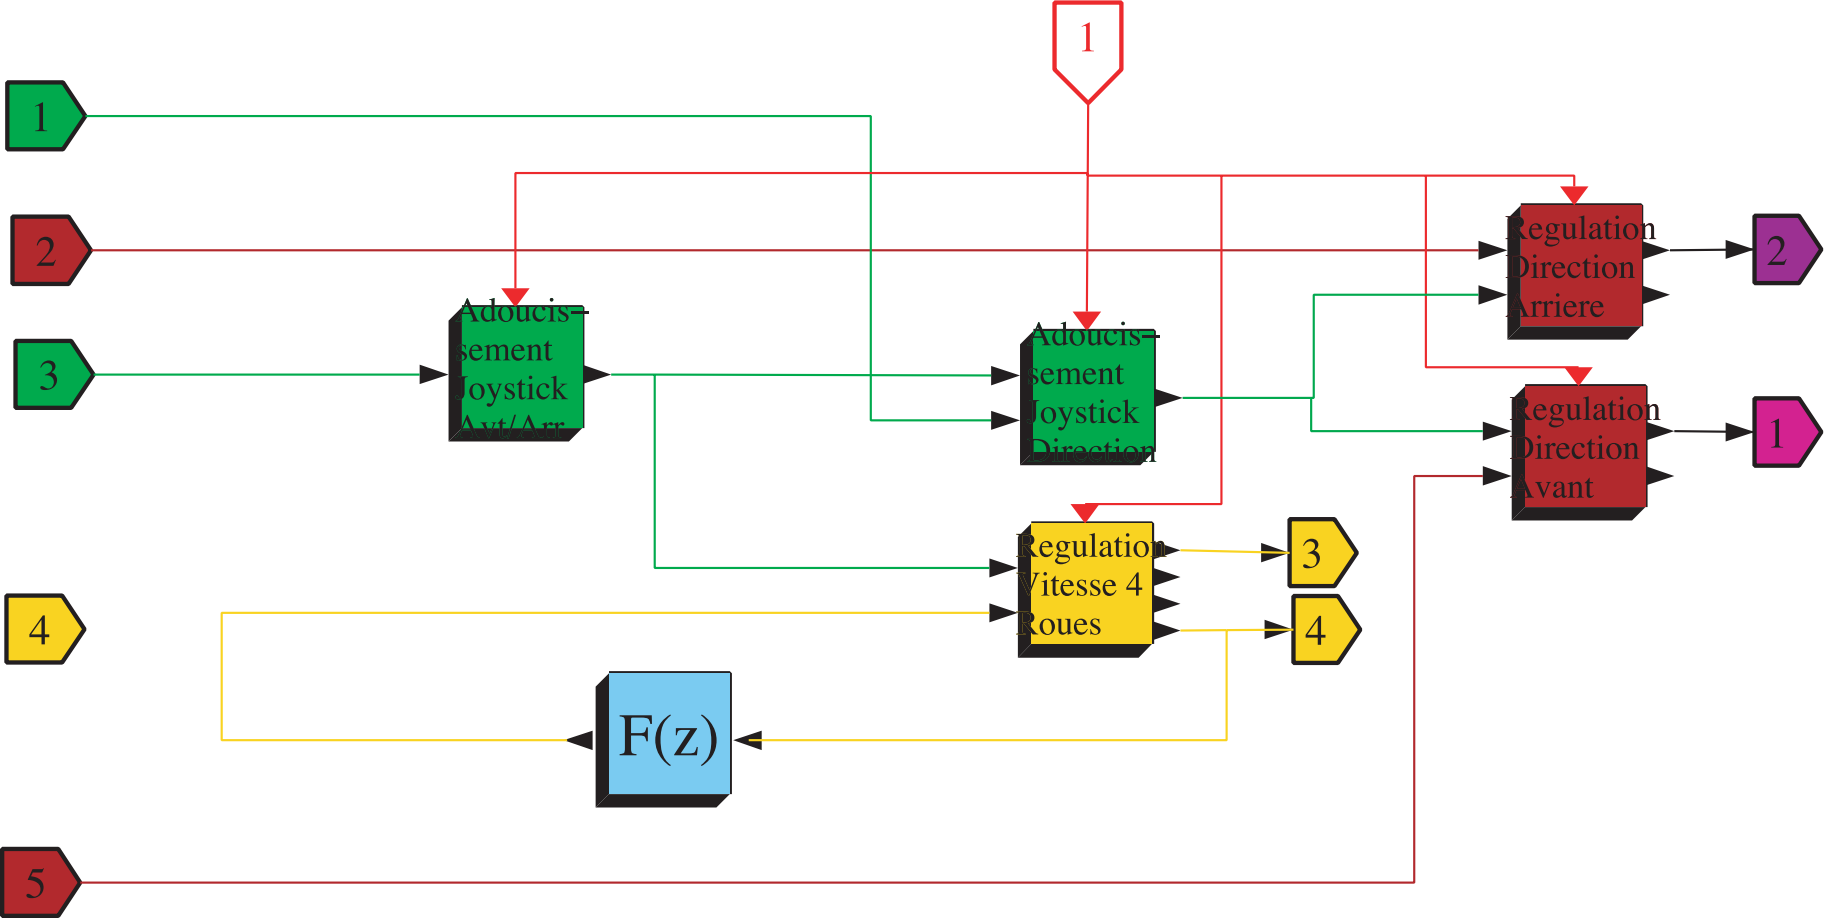 1
1
2
3
4
5
Adoucis-
sement
Joystick
Avt/Arr
Adoucis-
sement
Joystick
Direction
Regulation
Direction
Arriere
2
Regulation
Direction
Avant
1
Regulation
Vitesse 4
Roues
3
4
F(z)